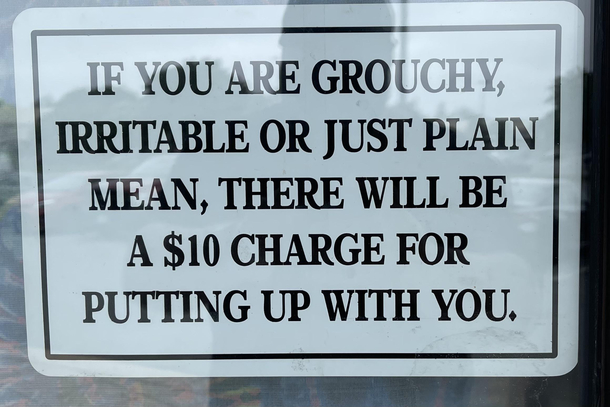 IF YOU ARE GROUCHY,
IRRITABLE OR JUST PLAIN
MEAN, THERE WILL BE
A $10 CHARGE FOR
PUTTING UP WITH YOU.